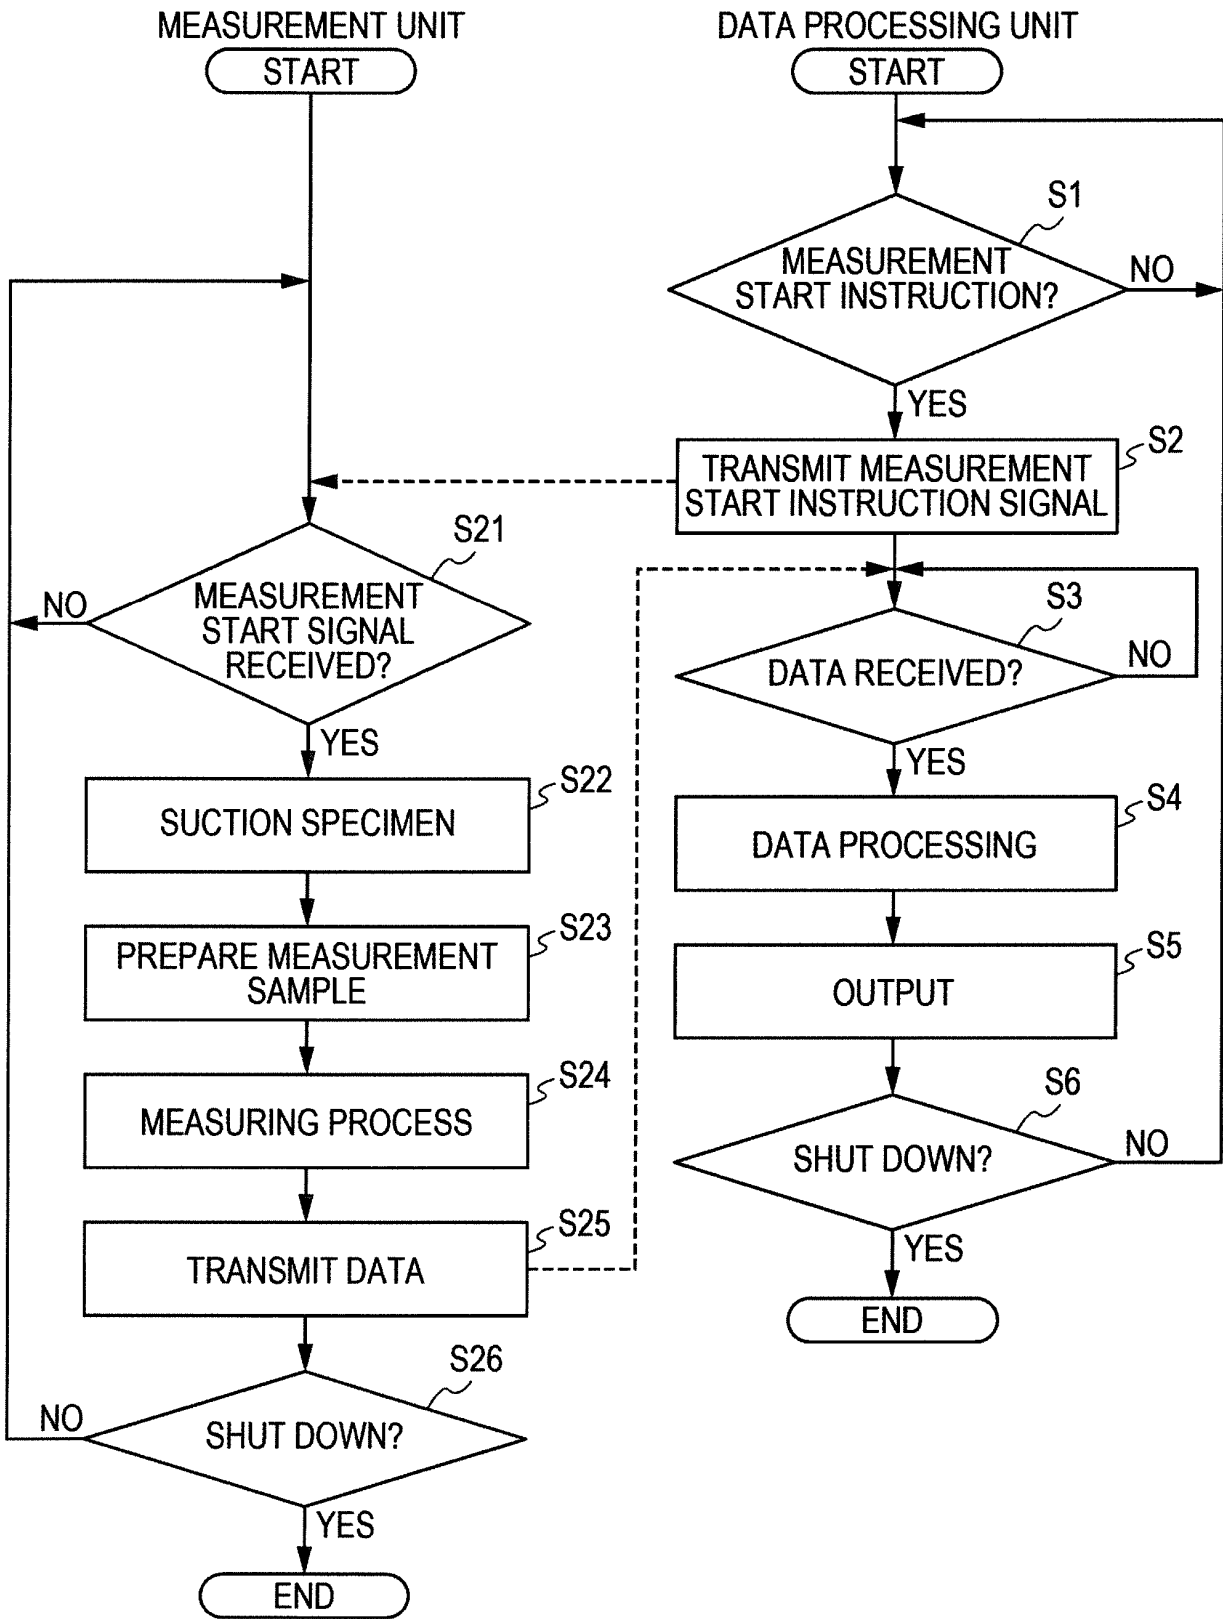 MEASUREMENT UNIT
START
S21
MEASUREMENT
START SIGNAL
RECEIVED?
NO
YES
S22
SUCTION SPECIMEN
S23
PREPARE MEASUREMENT
SAMPLE
S24
MEASURING PROCESS
S25
TRANSMIT DATA
S26
SHUT DOWN?
NO
YES
END
DATA PROCESSING UNIT
START
S1
MEASUREMENT
START INSTRUCTION?
NO
YES
S2
TRANSMIT MEASUREMENT
START INSTRUCTION SIGNAL
S3
DATA RECEIVED?
NO
YES
S4
DATA PROCESSING
S5
OUTPUT
S6
SHUT DOWN?
NO
YES
END